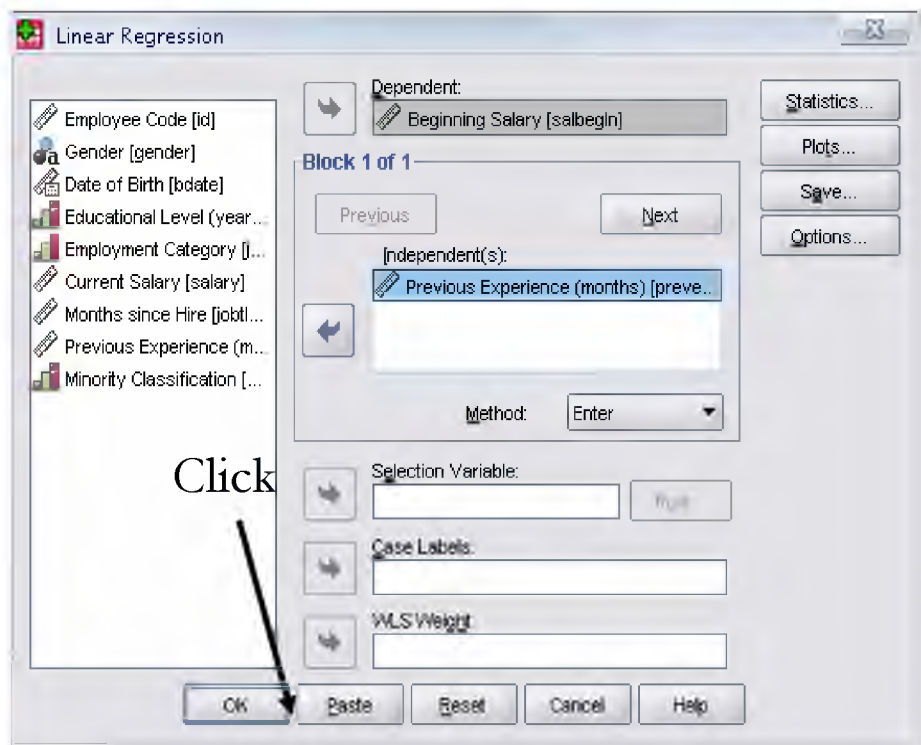 Linear Regression
Employee Code [id]
Gender [gender]
Date of Birth [bdate]
Educational Level (year...
Employment Category [j...
Current Salary [salary]
Months since Hire [jobti...
Previous Experience (m...
Minority Classification [...
Click
Dependent:
Beginning Salary [salbegin]
Block 1 of 1
Previous
Next
Independent(s):
Previous Experience (months) [preve...
Method:
Enter
Selection Variable:
Rule...
Case Labels:
WLS Weight:
Statistics...
Plots...
Save...
Options...
OK
Paste
Reset
Cancel
Help